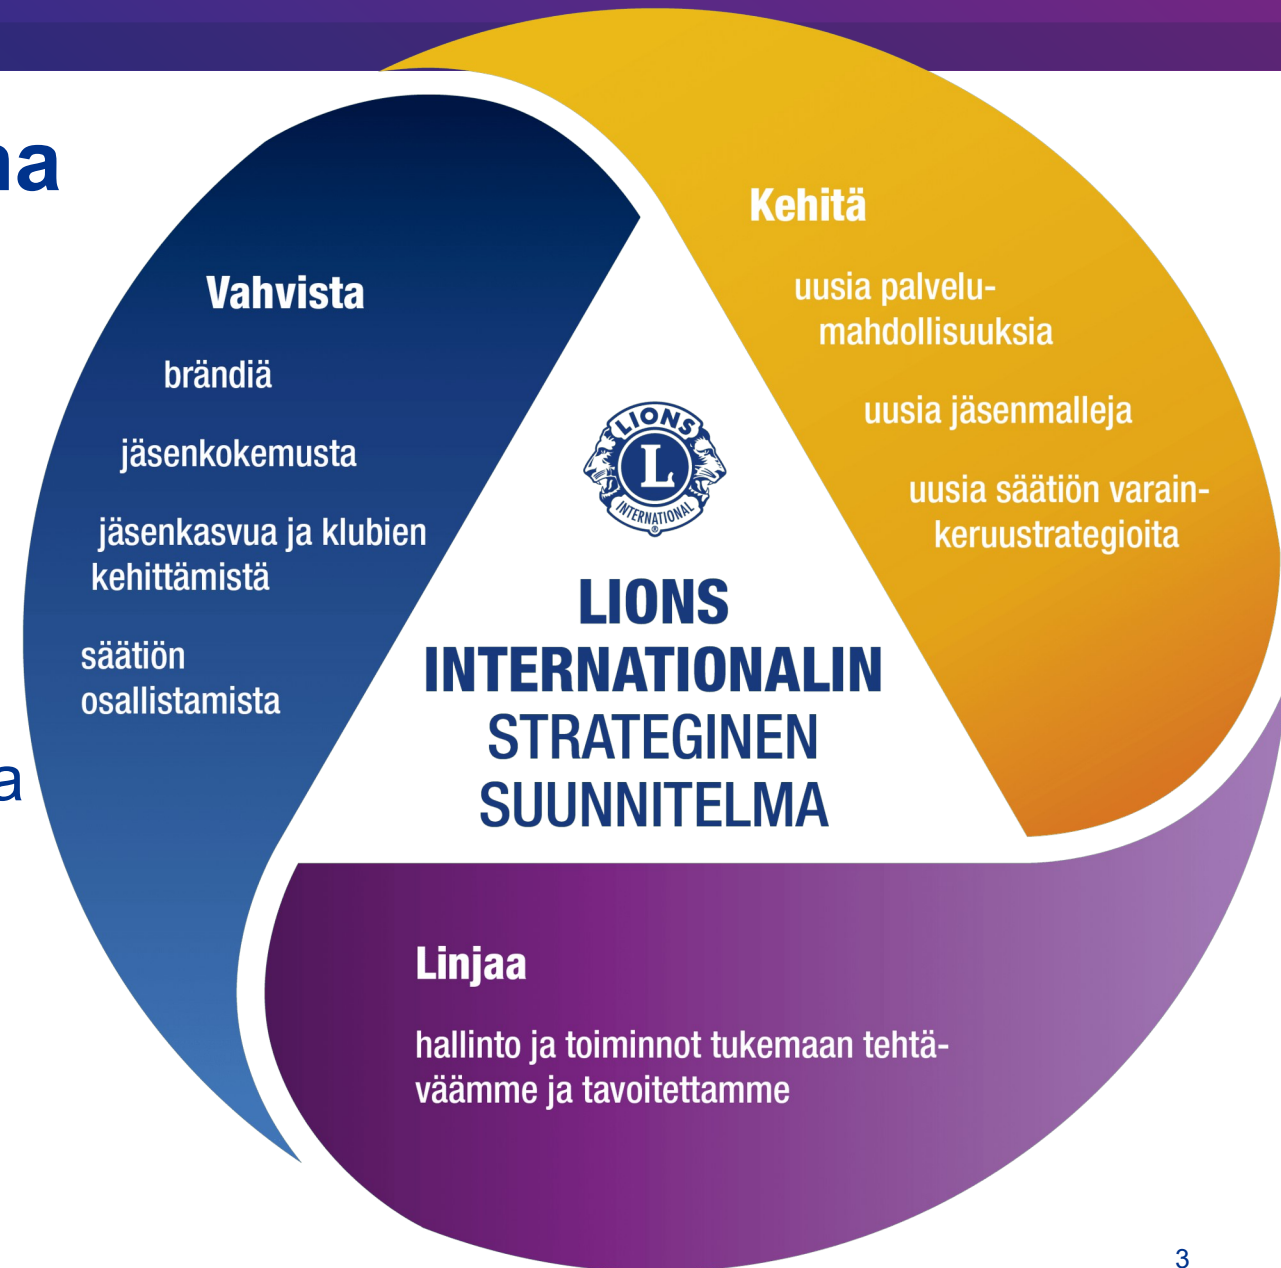 na
Vahvista
brändiä
jäsenkokemusta
jäsenkasvua ja klubien
kehittämistä
säätiön
osallistamista
a
Kehitä
uusia palvelu-
mahdollisuuksia
uusia jäsenmalleja
uusia säätiön varain-
keruustrategioita
LIONS
L
INTERNATIONAL
®
LIONS
INTERNATIONALIN
STRATEGINEN
SUUNNITELMA
Linjaa
hallinto ja toiminnot tukemaan tehtä-
väämme ja tavoitettamme
3